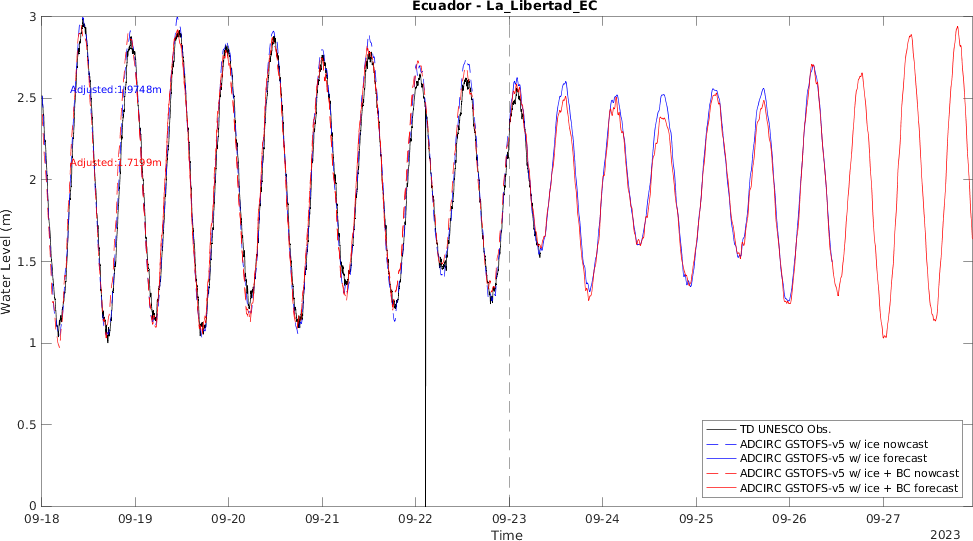 Ecuador - La_Libertad_EC
3
2.5
2
1.5
1
0.5
0
Water Level (m)
Adjusted:1.9748m
Adjusted:1.7199m
TD UNESCO Obs.
ADCIRC GSTOFS-v5 w/ ice nowcast
ADCIRC GSTOFS-v5 w/ ice forecast
ADCIRC GSTOFS-v5 w/ ice + BC nowcast
ADCIRC GSTOFS-v5 w/ ice + BC forecast
09-18 09-19 09-20 09-21 09-22 09-23 09-24 09-25 09-26 09-27
Time
2023